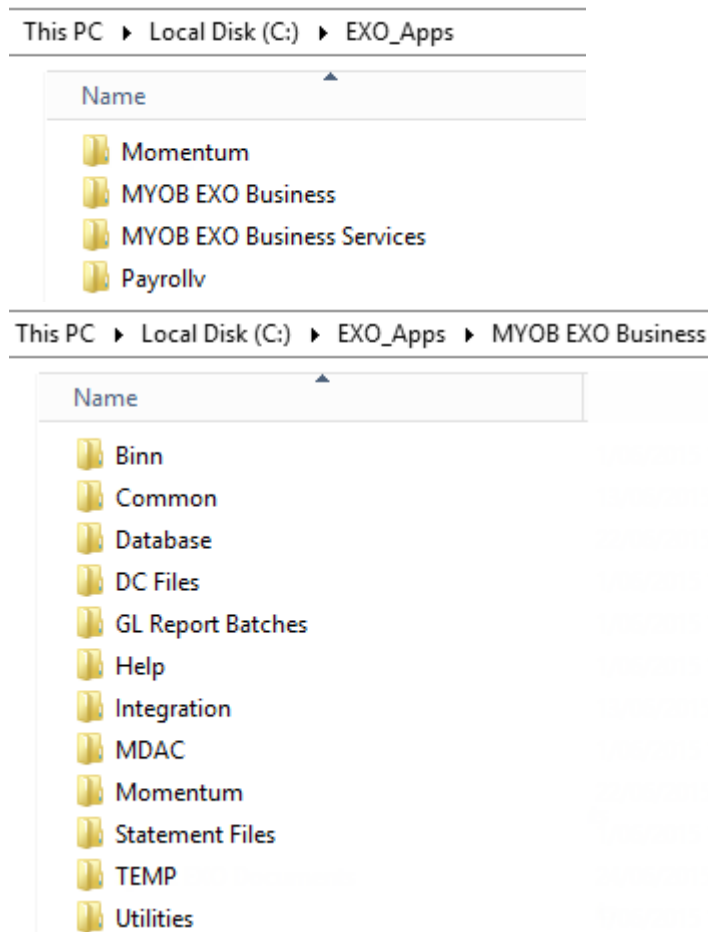 This PC ▸ Local Disk (C:) ▸ EXO_Apps
Name
Momentum
MYOB EXO Business
MYOB EXO Business Services
Payrollv
This PC ▸ Local Disk (C:) ▸ EXO_Apps ▸ MYOB EXO Business
Name
Binn
Common
Database
DC Files
GL Report Batches
Help
Integration
MDAC
Momentum
Statement Files
TEMP
Utilities